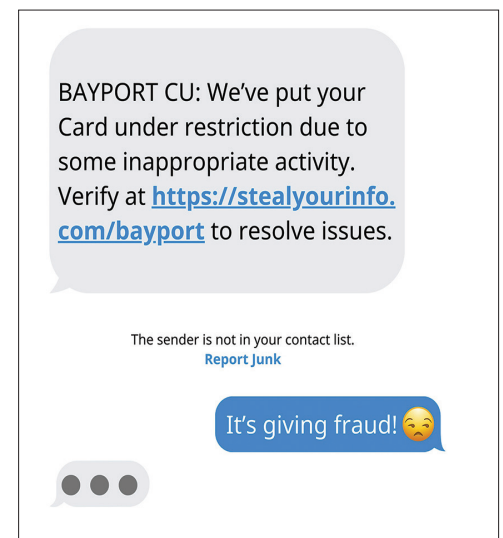 BAYPORT CU: We’ve put your
Card under restriction due to
some inappropriate activity.
Verify at https://stealyourinfo.
com/bayport to resolve issues.
The sender is not in your contact list.
Report Junk
It’s giving fraud! 😒